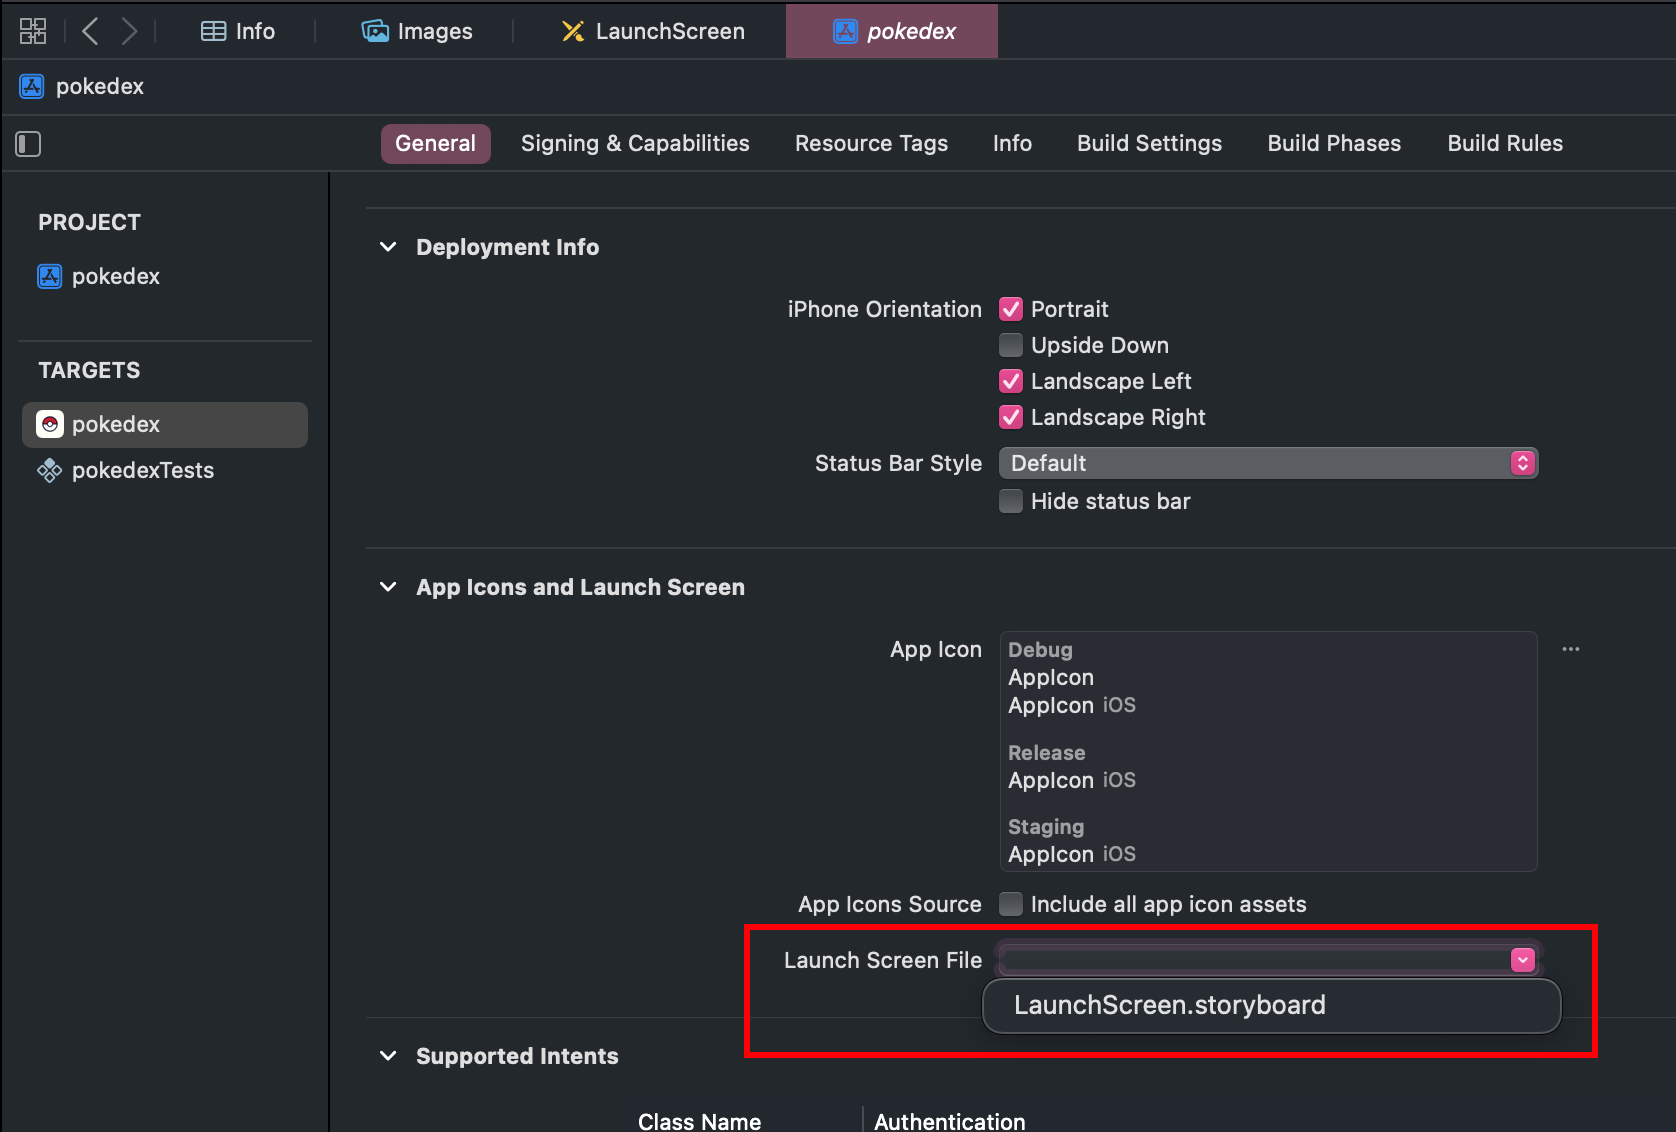 Info
Images
LaunchScreen
pokedex
pokedex
General
Signing & Capabilities
Resource Tags
Info
Build Settings
Build Phases
Build Rules
PROJECT
pokedex
TARGETS
pokedex
pokedexTests
Deployment Info
iPhone Orientation
Portrait
Upside Down
Landscape Left
Landscape Right
Status Bar Style
Default
Hide status bar
App Icons and Launch Screen
App Icon
Debug
AppIcon
AppIcon iOS
Release
AppIcon iOS
Staging
AppIcon iOS
App Icons Source
Include all app icon assets
Launch Screen File
LaunchScreen.storyboard
Supported Intents
Class Name
Authentication